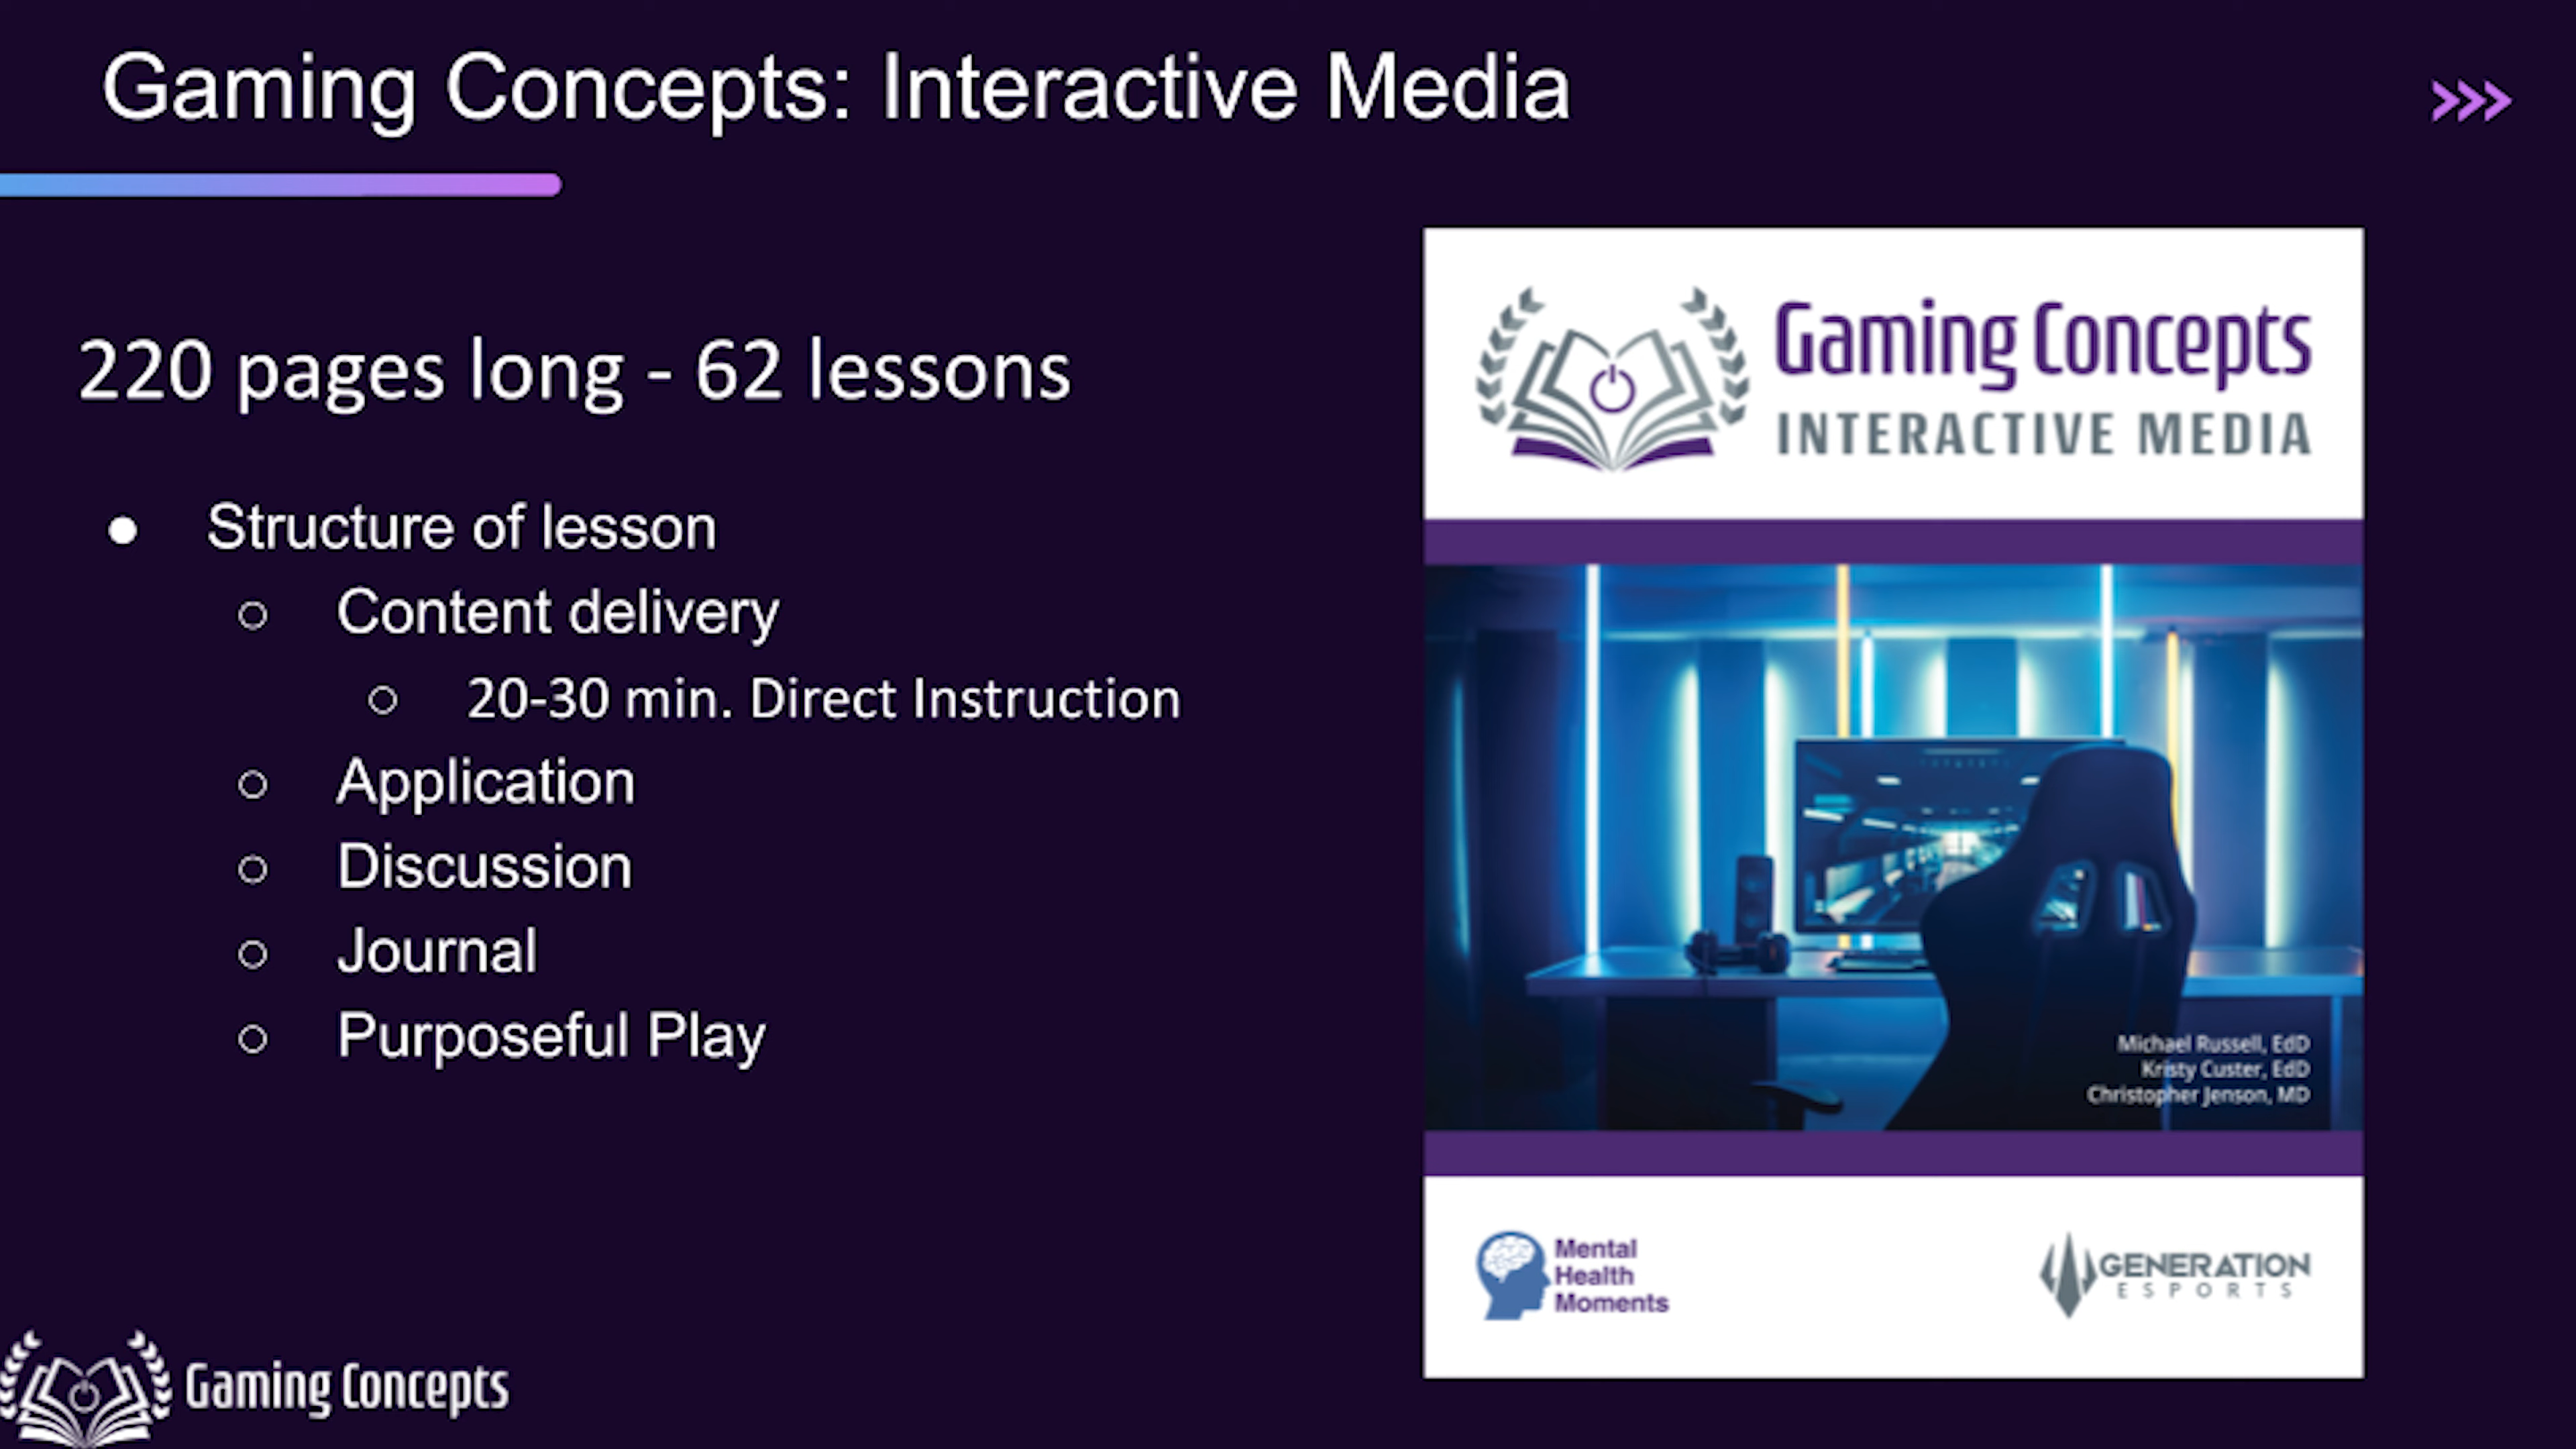 Gaming Concepts: Interactive Media
220 pages long - 62 lessons
Structure of lesson
Content delivery
20-30 min. Direct Instruction
Application
Discussion
Journal
Purposeful Play
Gaming Concepts
INTERACTIVE MEDIA
Michael Russell, EdD
Kristy Custer, EdD
Christopher Jenson, MD
Mental
Health
Moments
GENERATION
ESPORTS
Gaming Concepts